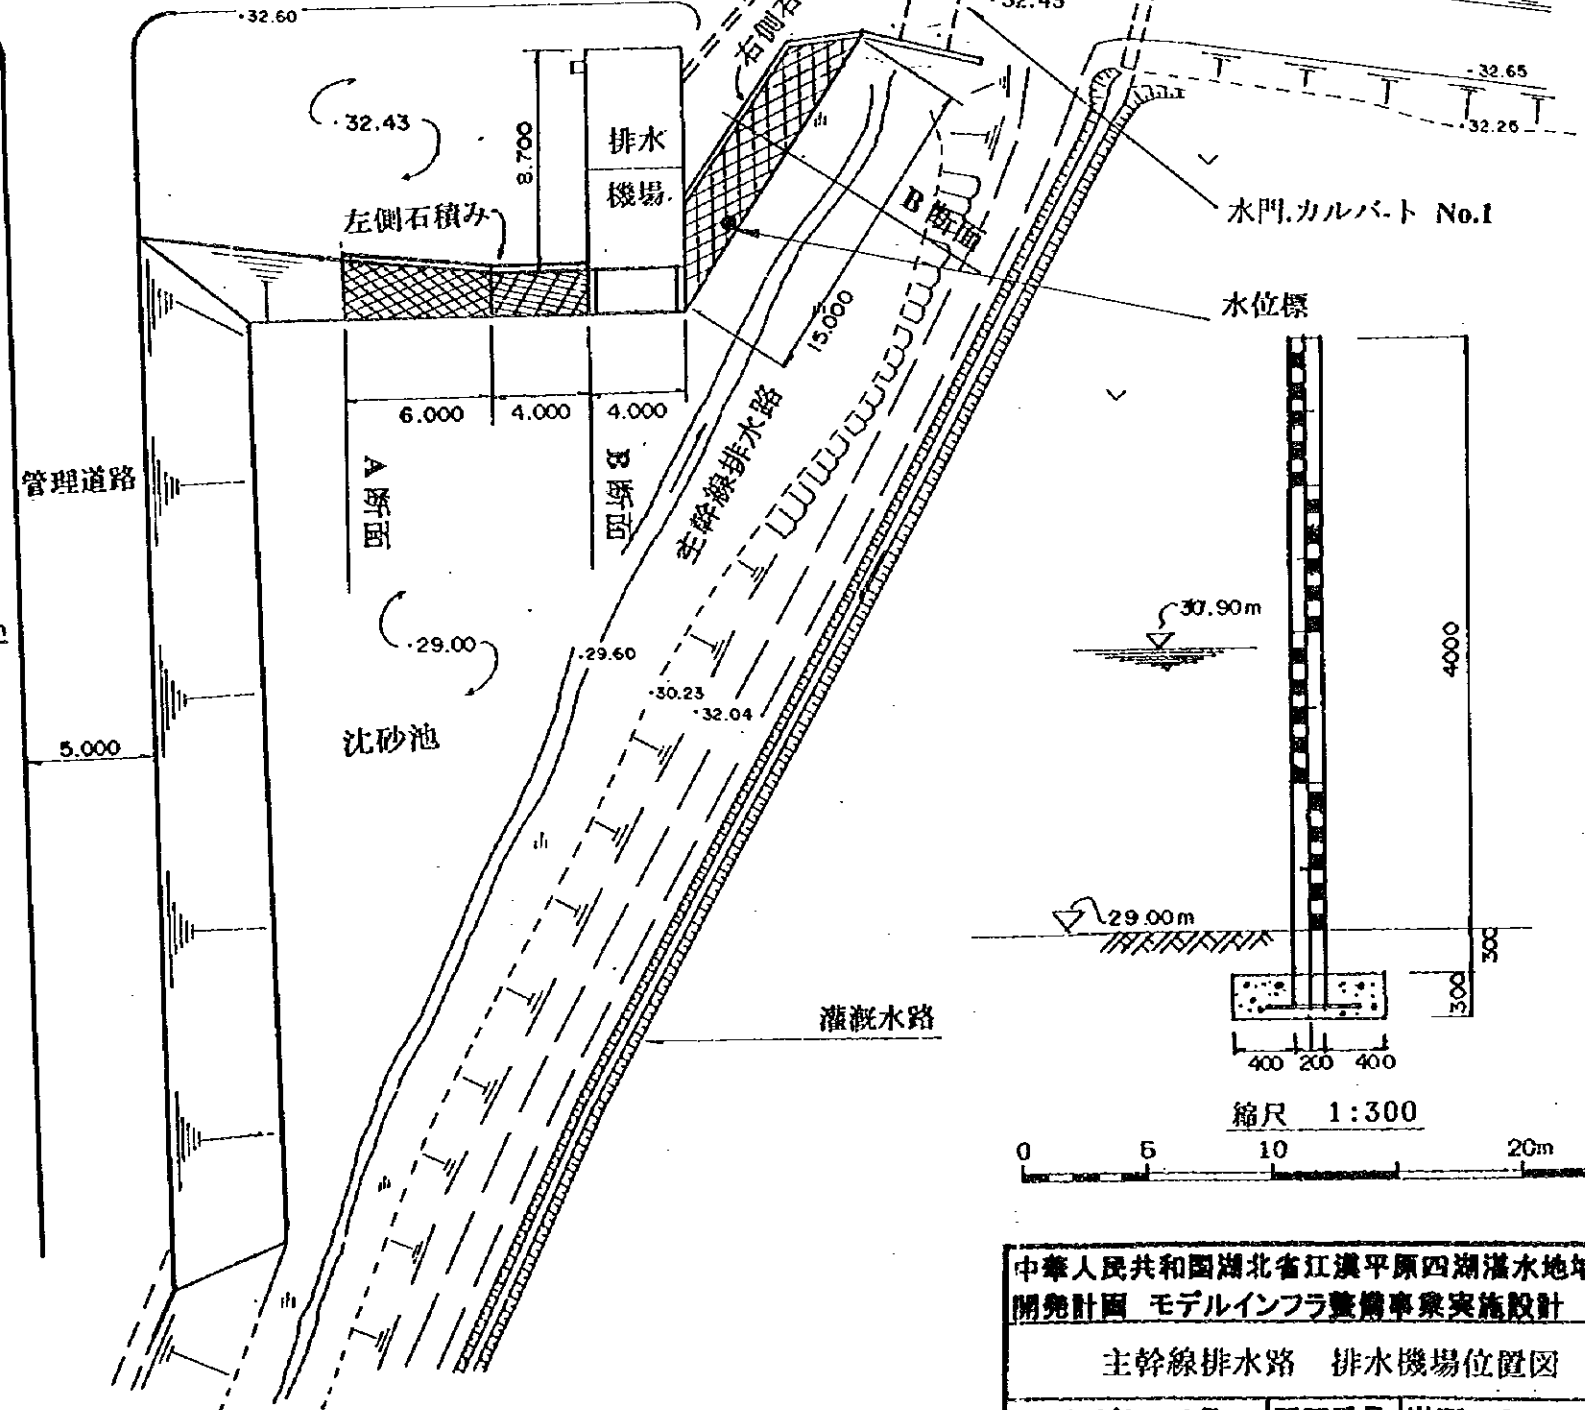 ·32.60
·32.43
·32.65
·32.26
右側石
·32.43
8.700
排水
機場
左側石積み
B 断面
水門.カルバート No.1
水位標
15.000
6.000
4.000
4.000
主幹線排水路
管理道路
A 断面
B 断面
30.90m
4000
·29.00
·29.60
·30.23
·32.04
沈砂池
5.000
29.00m
300
300
灌漑水路
400
200
400
縮尺 1:300
0 5 10 20m
中華人民共和国湖北省江漢平原四湖湛水地域
開発計画 モデルインフラ整備事業実施設計
主幹線排水路 排水機場位置図